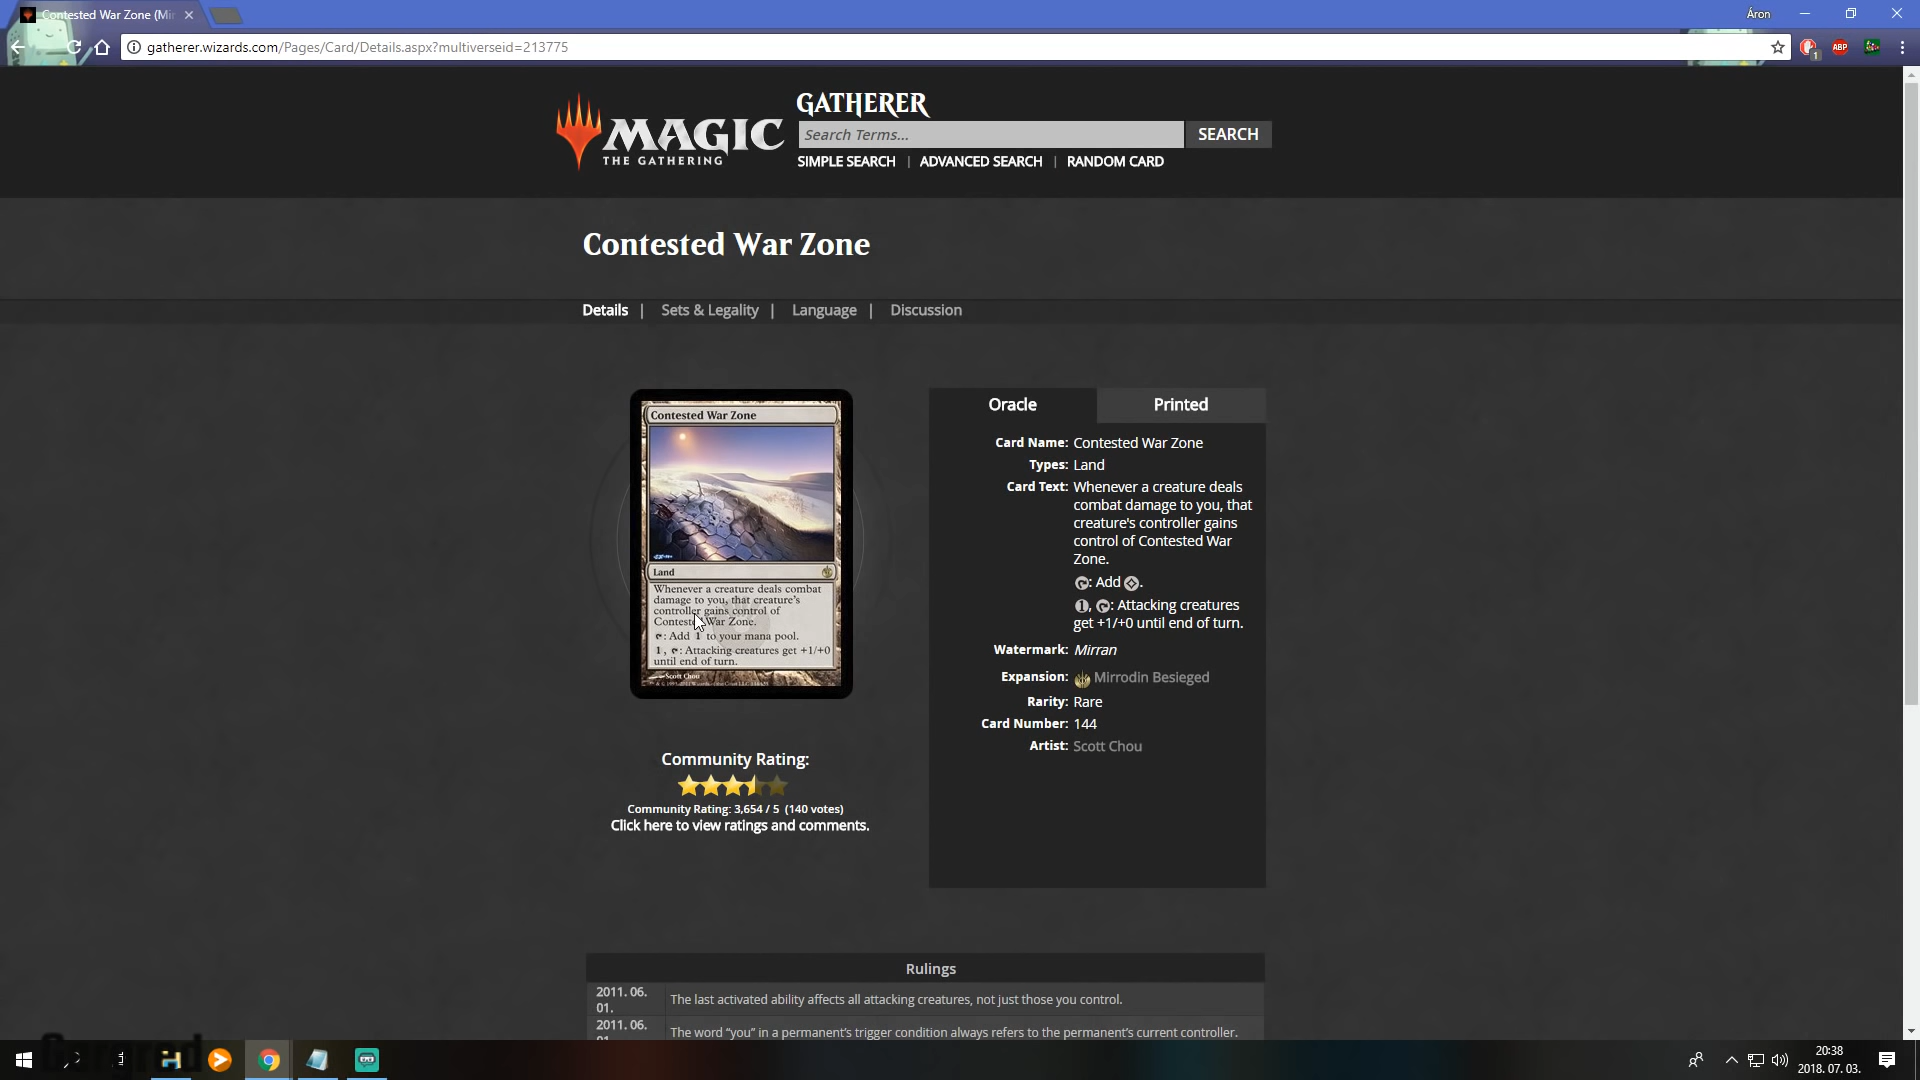 Contested War Zone (Mir
Áron
gatherer.wizards.com/Pages/Card/Details.aspx?multiverseid=213775
1
ABP
MAGIC
THE GATHERING
GATHERER
Search Terms...
SEARCH
SIMPLE SEARCH | ADVANCED SEARCH | RANDOM CARD
Contested War Zone
Details | Sets & Legality | Language | Discussion
Contested War Zone
Land
Whenever a creature deals combat
damage to you, that creature's
controller gains control of
Contested War Zone.
: Add 1 to your mana pool.
1, : Attacking creatures get +1/+0
until end of turn.
Scott Chou
Community Rating:
Community Rating: 3,654 / 5 (140 votes)
Click here to view ratings and comments.
Oracle
Printed
Card Name: Contested War Zone
Types: Land
Card Text: Whenever a creature deals
combat damage to you, that
creature's controller gains
control of Contested War
Zone.
: Add .
1, : Attacking creatures
get +1/+0 until end of turn.
Watermark: Mirran
Expansion: Mirrodin Besieged
Rarity: Rare
Card Number: 144
Artist: Scott Chou
Rulings
2011. 06. 01. The last activated ability affects all attacking creatures, not just those you control.
2011. 06. The word “you” in a permanent’s trigger condition always refers to the permanent’s current controller.
20:38
2018. 07. 03.